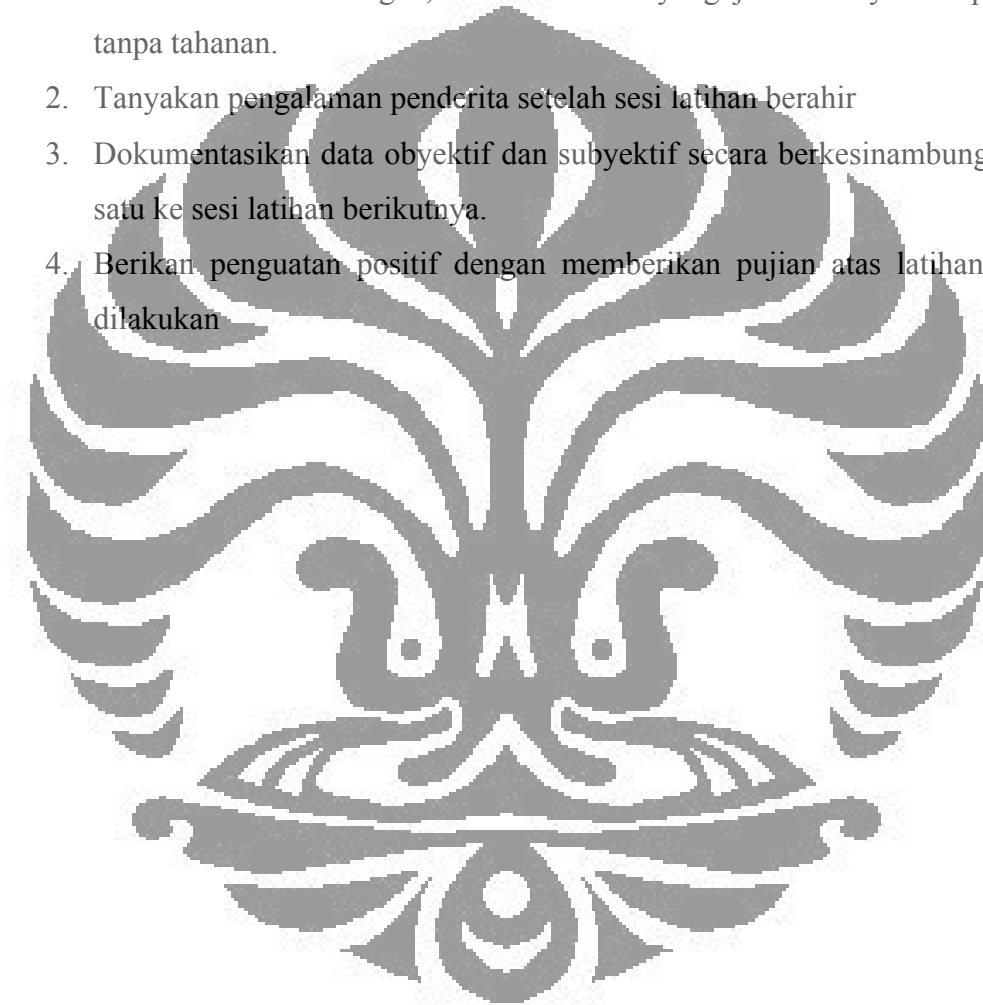 tanpa tahanan.
2. Tanyakan pengalaman penderita setelah sesi latihan berahir
3. Dokumentasikan data obyektif dan subyektif secara berkesinambung
satu ke sesi latihan berikutnya.
4. Berikan penguatan positif dengan memberikan pujian atas latihan
dilakukan